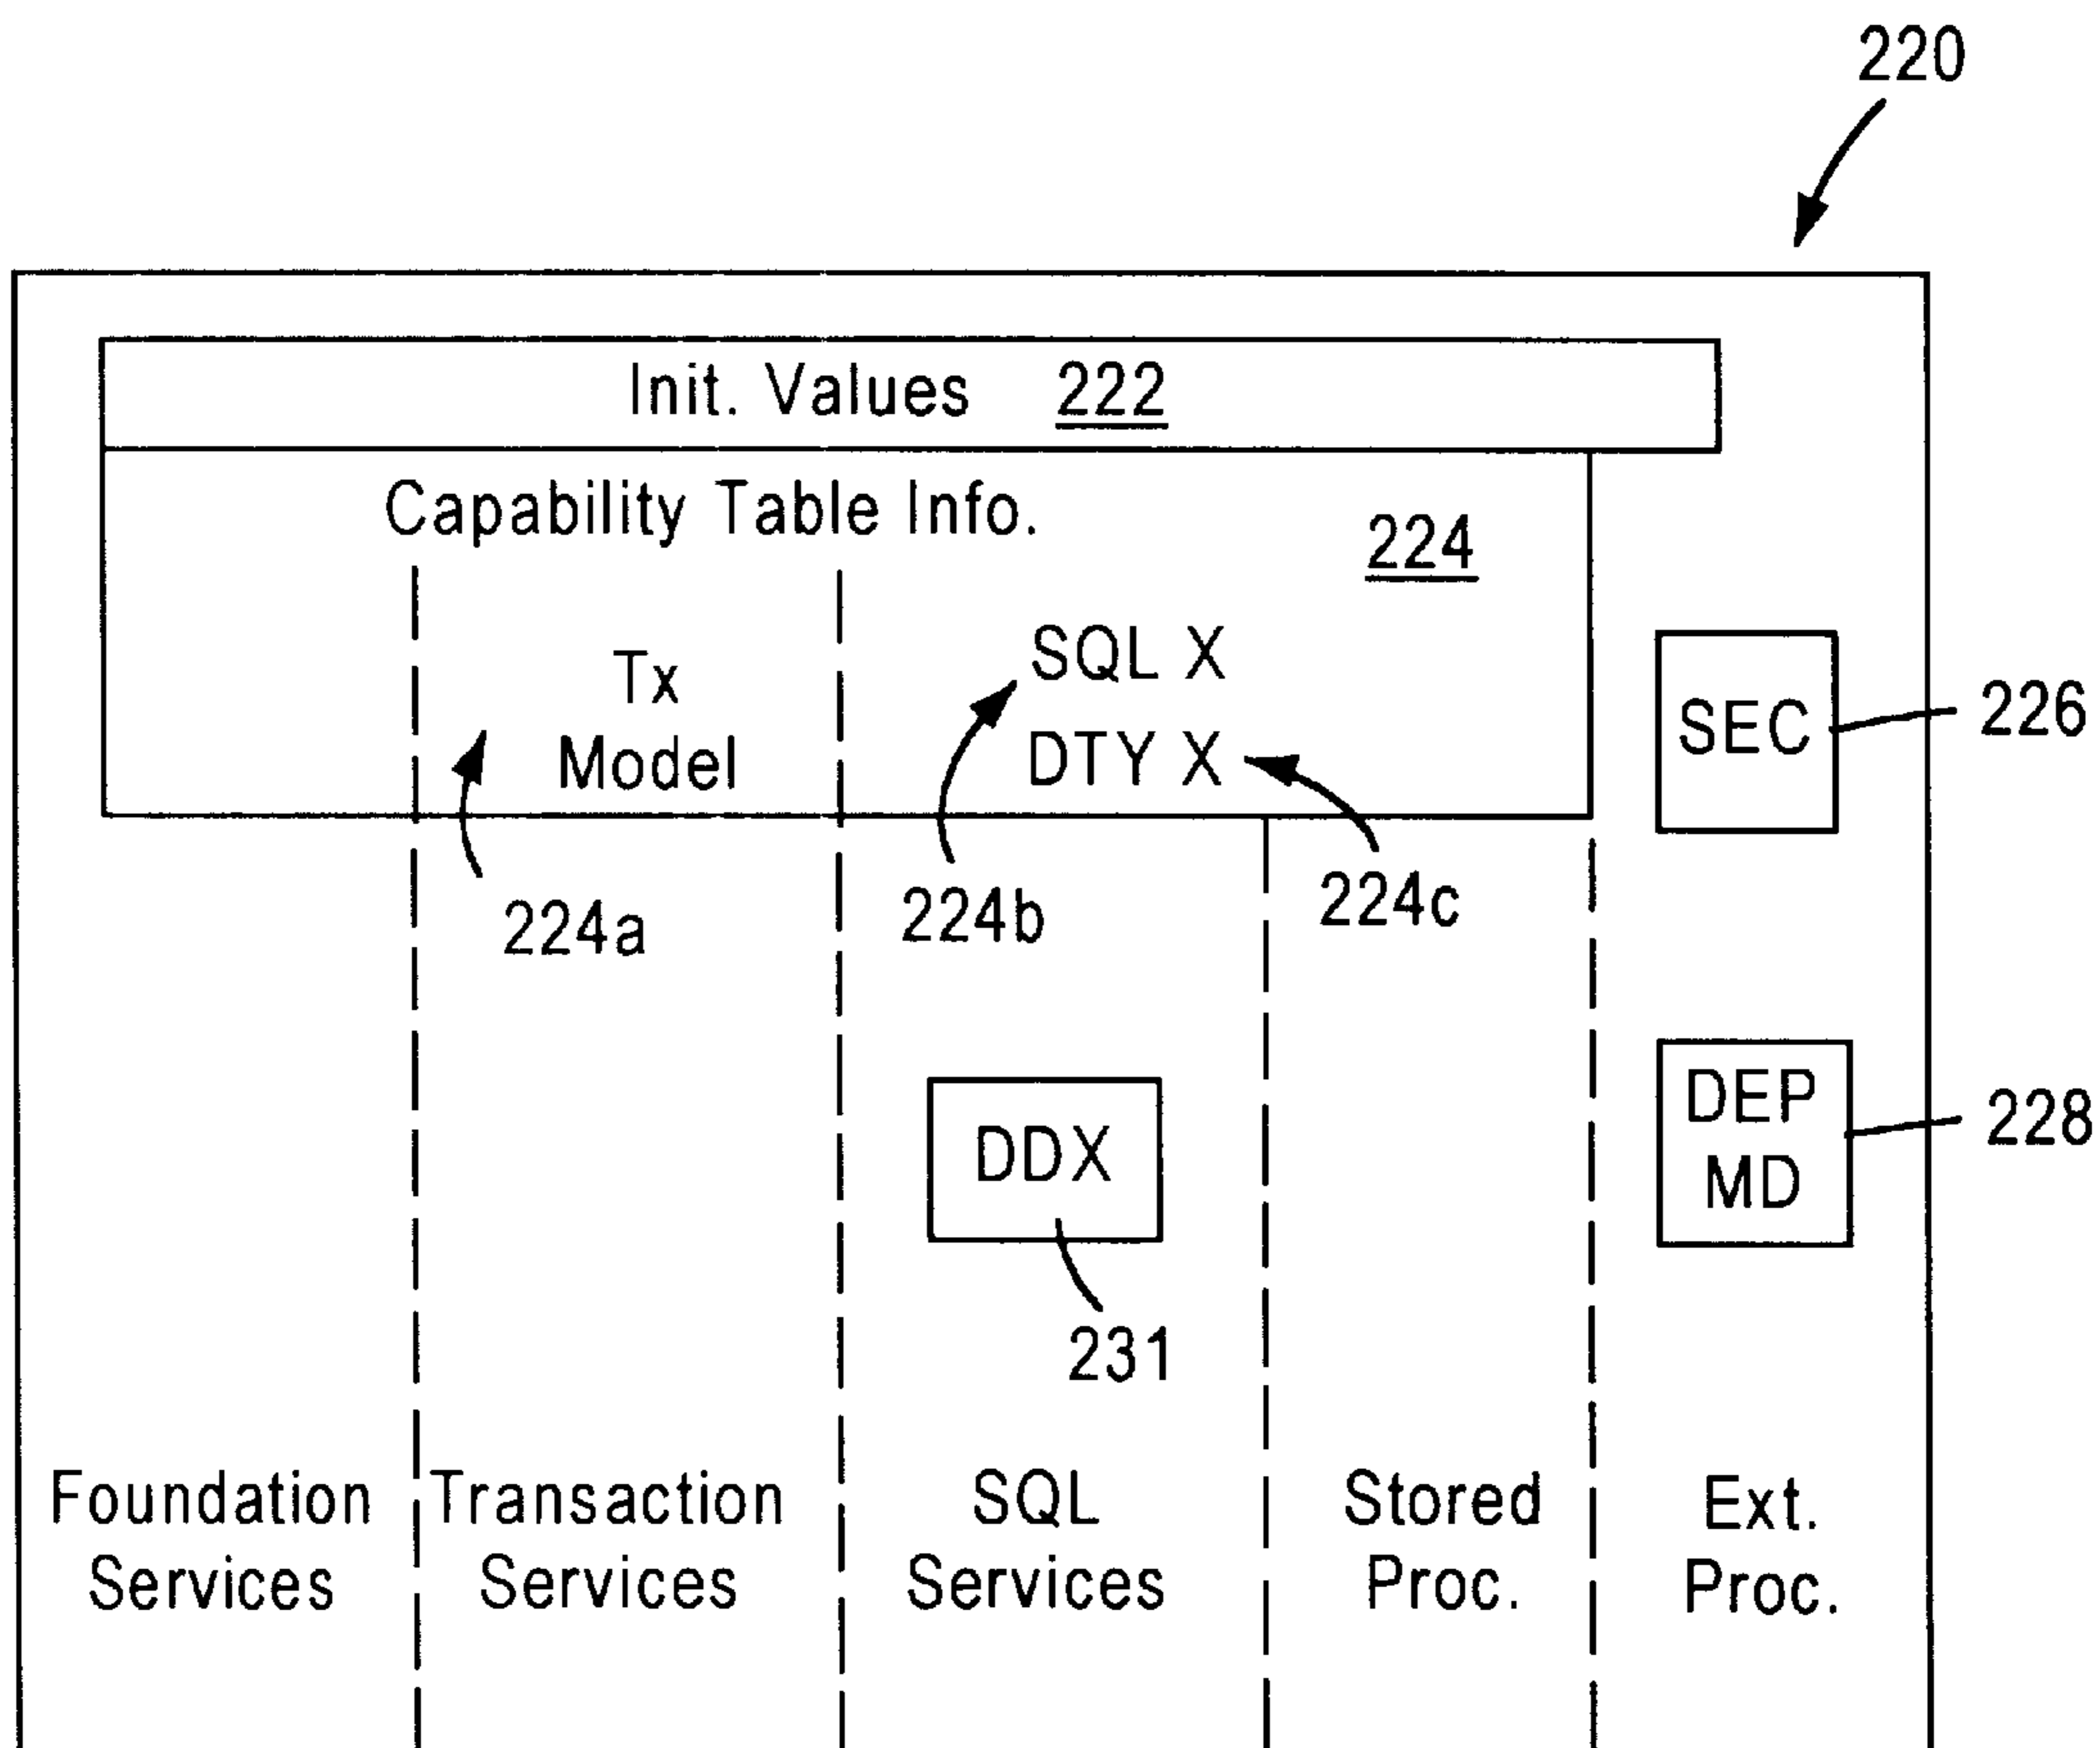 220
Init. Values 222
Capability Table Info.
224
Tx
Model
SQL X
DTY X
SEC
226
224a
224b
224c
DEP
MD
228
DDX
231
Foundation
Services
Transaction
Services
SQL
Services
Stored
Proc.
Ext.
Proc.